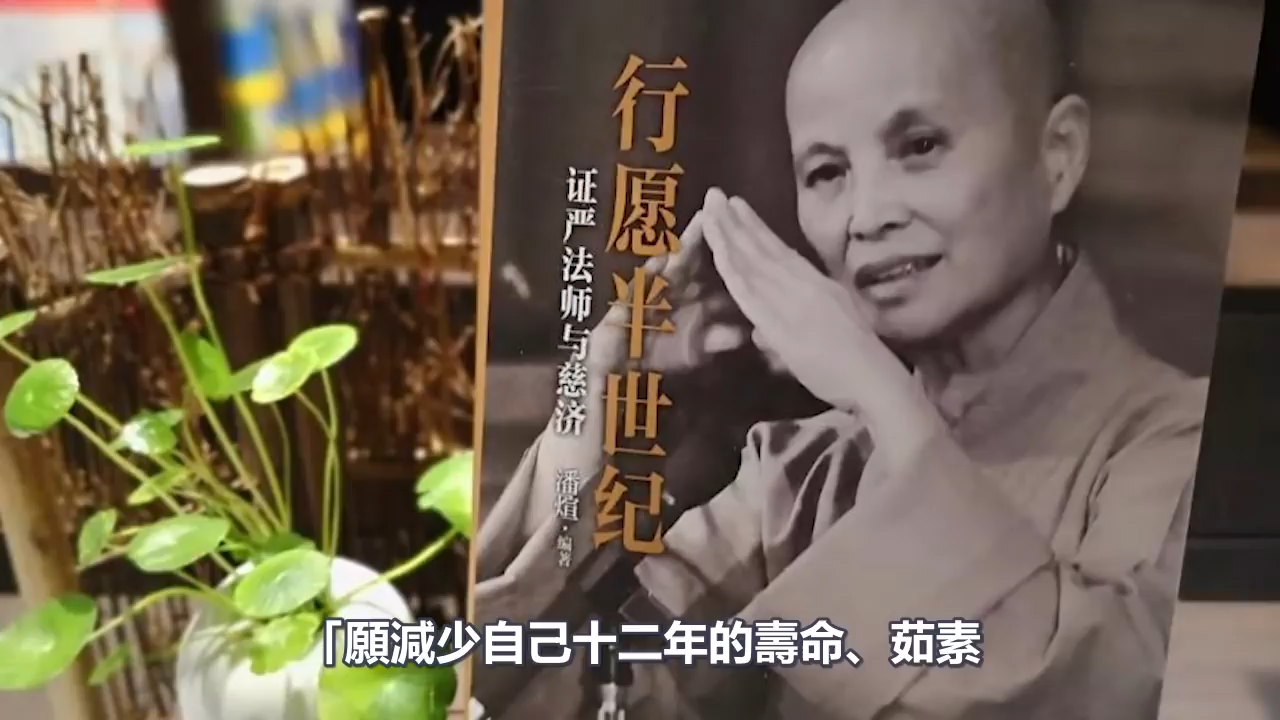 行愿半世纪
证严法师与慈济
潘煊·编著
「願減少自己十二年的壽命、茹素